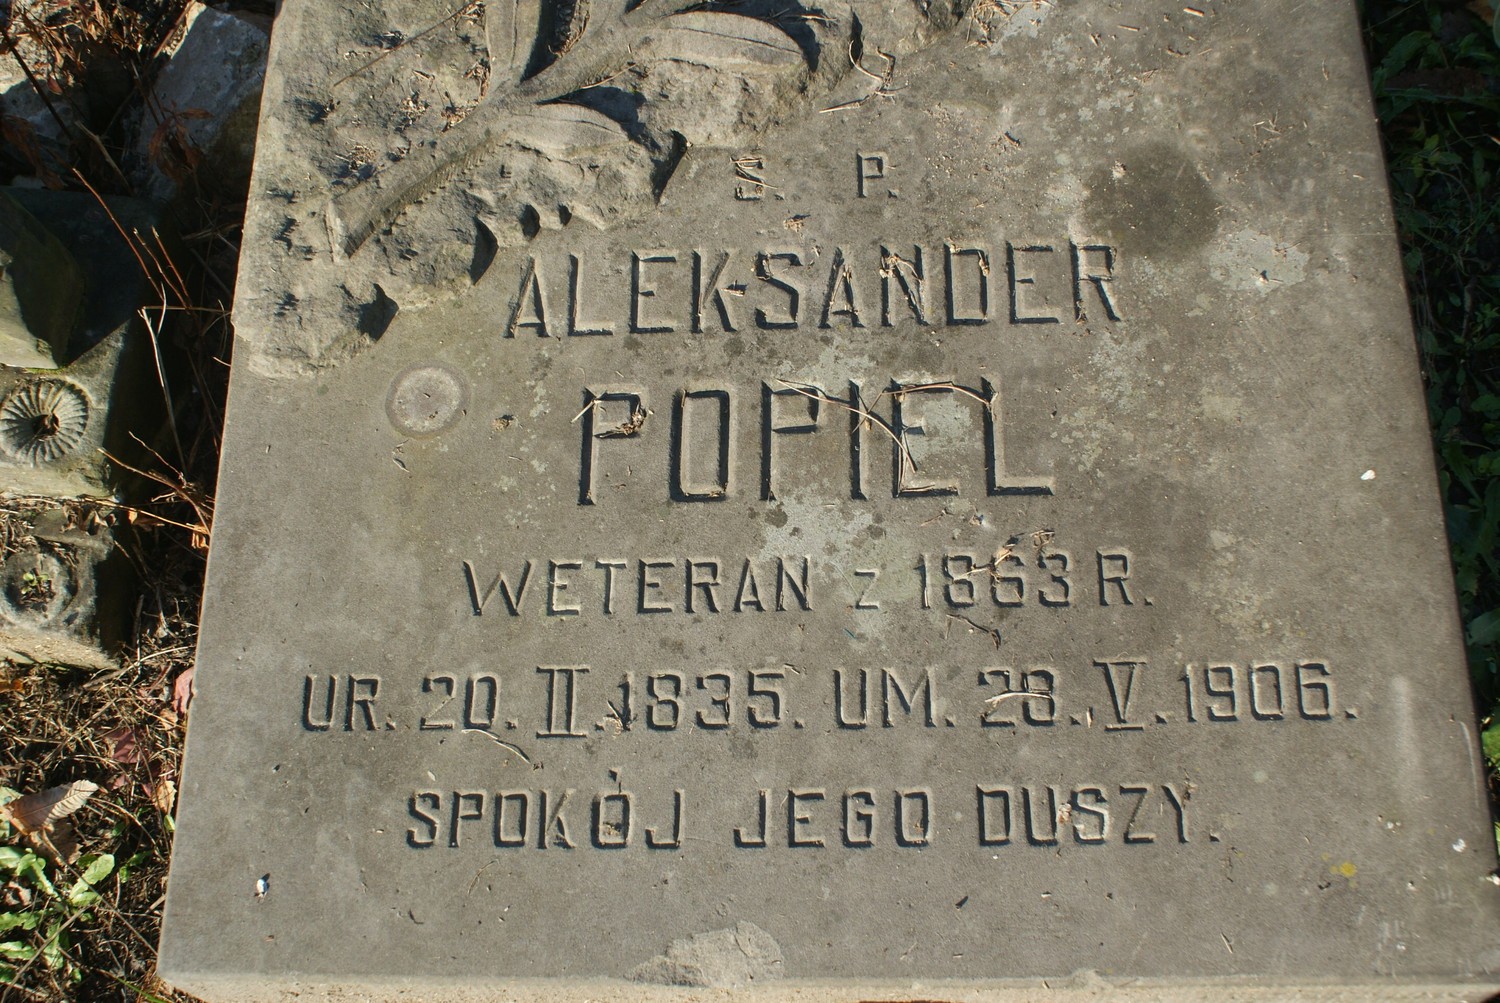 Ś. P.
ALEKSANDER
POPIEL
WETERAN Z 1863 R.
UR. 20. II. 1835. UM. 28. V. 1906.
SPOKÓJ JEGO DUSZY.